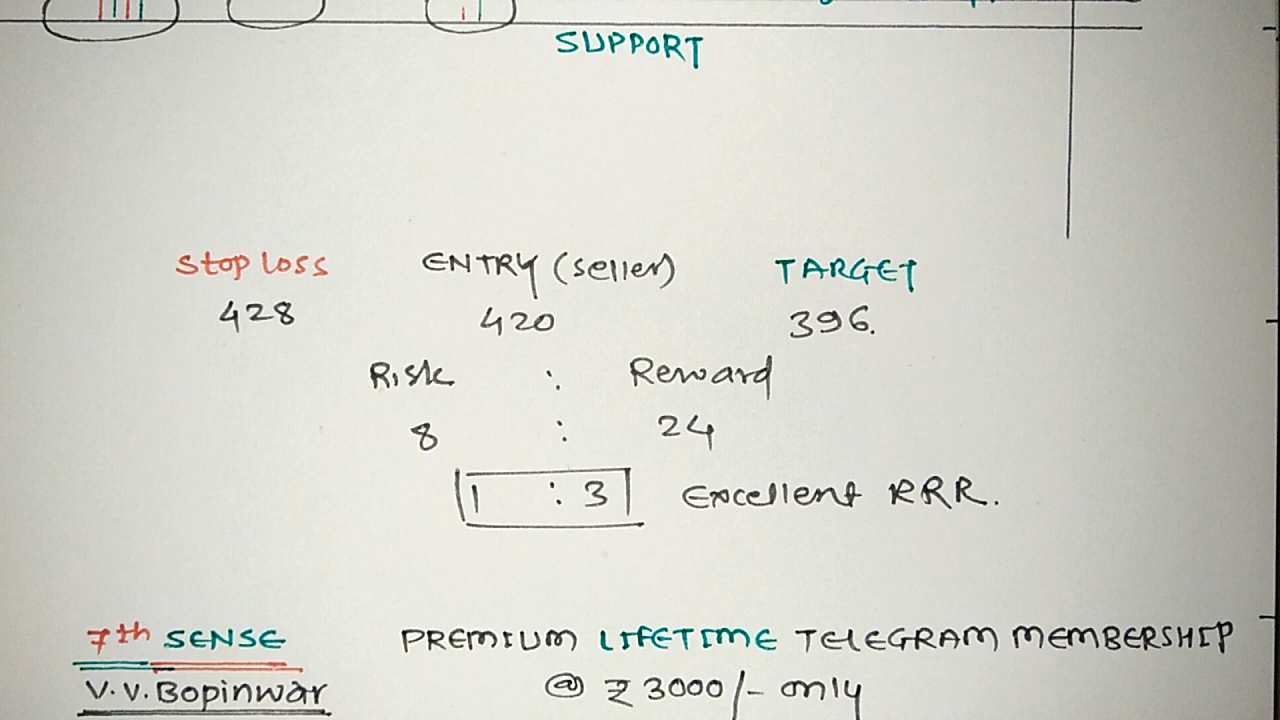 SUPPORT
Stop loss ENTRY (seller) TARGET
428 420 396.
Risk : Reward
8 : 24
1 : 3 Excellent RRR.
7th SENSE PREMIUM LIFETIME TELEGRAM MEMBERSHIP
V.V.Bopinwar @ ₹ 3000/- only